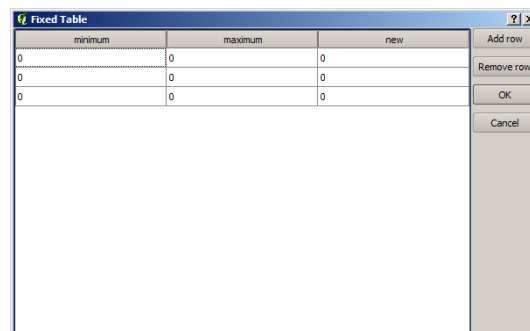 Fixed Table
minimum maximum new
0 0 0
0 0 0
0 0 0
Add row
Remove row
OK
Cancel